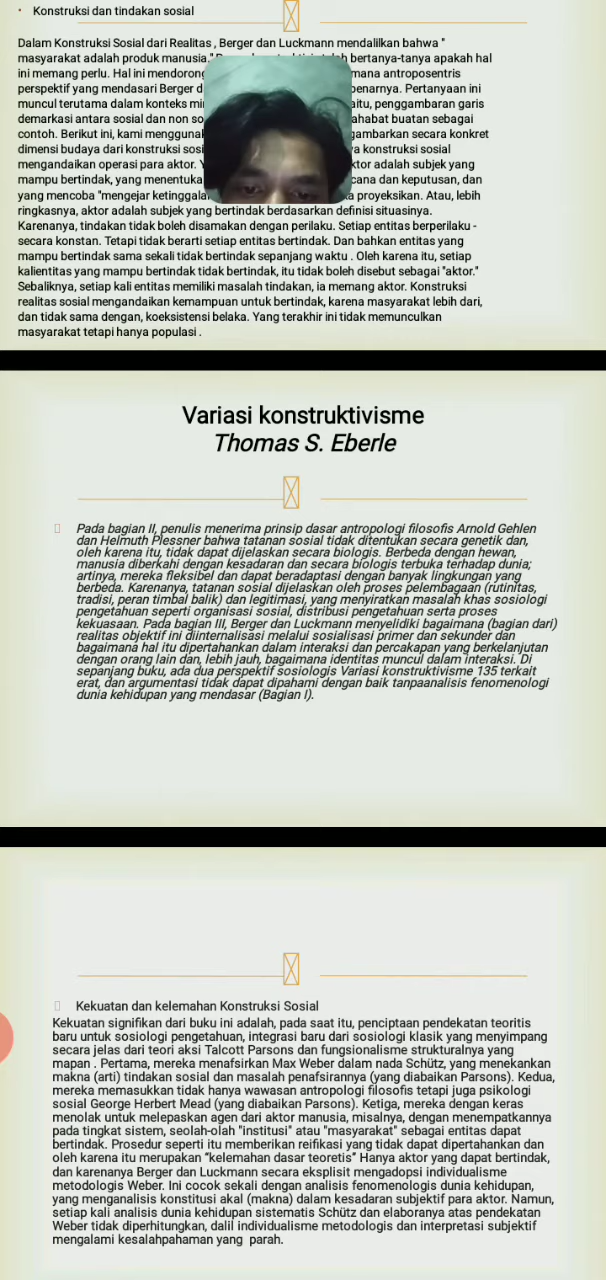 Konstruksi dan tindakan sosial
Dalam Konstruksi Sosial dari Realitas , Berger dan Luckmann mendalilkan bahwa "
masyarakat adalah produk manusia." bertanya-tanya apakah hal
ini memang perlu. Hal ini mendorong mana antroposentris
perspektif yang mendasari Berger benarnya. Pertanyaan ini
muncul terutama dalam konteks yaitu, penggambaran garis
demarkasi antara sosial dan non buatan sebagai
contoh. Berikut ini, kami secara konkret
dimensi budaya dari konstruksi konstruksi sosial
mengandaikan operasi para aktor. adalah subjek yang
mampu bertindak, yang dan keputusan, dan
yang mencoba "mengejar proyeksikan. Atau, lebih
ringkasnya, aktor adalah subjek yang bertindak berdasarkan definisi situasinya.
Karenanya, tindakan tidak boleh disamakan dengan perilaku. Setiap entitas berperilaku -
secara konstan. Tetapi tidak berarti setiap entitas bertindak. Dan bahkan entitas yang
mampu bertindak sama sekali tidak bertindak sepanjang waktu . Oleh karena itu, setiap
kalientitas yang mampu bertindak tidak bertindak, itu tidak boleh disebut sebagai "aktor."
Sebaliknya, setiap kali entitas memiliki masalah tindakan, ia memang aktor. Konstruksi
realitas sosial mengandaikan kemampuan untuk bertindak, karena masyarakat lebih dari,
dan tidak sama dengan, koeksistensi belaka. Yang terakhir ini tidak memunculkan
masyarakat tetapi hanya populasi .
Variasi konstruktivisme
Thomas S. Eberle
Pada bagian II, penulis menerima prinsip dasar antropologi filosofis Arnold Gehlen
dan Helmuth Plessner bahwa tatanan sosial tidak ditentukan secara genetik dan,
oleh karena itu, tidak dapat dijelaskan secara biologis. Berbeda dengan hewan,
manusia diberkahi dengan kesadaran dan secara biologis terbuka terhadap dunia;
artinya, mereka fleksibel dan dapat beradaptasi dengan banyak lingkungan yang
berbeda. Karenanya, tatanan sosial dijelaskan oleh proses pelembagaan (rutinitas,
tradisi, peran timbal balik) dan legitimasi, yang menyiratkan masalah khas sosiologi
pengetahuan seperti organisasi sosial, distribusi pengetahuan serta proses
kekuasaan. Pada bagian III, Berger dan Luckmann menyelidiki bagaimana (bagian dari)
realitas objektif ini diinternalisasi melalui sosialisasi primer dan sekunder dan
bagaimana hal itu dipertahankan dalam interaksi dan percakapan yang berkelanjutan
dengan orang lain dan, lebih jauh, bagaimana identitas muncul dalam interaksi. Di
sepanjang buku, ada dua perspektif sosiologis Variasi konstruktivisme 135 terkait
erat, dan argumentasi tidak dapat dipahami dengan baik tanpaanalisis fenomenologi
dunia kehidupan yang mendasar (Bagian I).
Kekuatan dan kelemahan Konstruksi Sosial
Kekuatan signifikan dari buku ini adalah, pada saat itu, penciptaan pendekatan teoritis
baru untuk sosiologi pengetahuan, integrasi baru dari sosiologi klasik yang menyimpang
secara jelas dari teori aksi Talcott Parsons dan fungsionalisme strukturalnya yang
mapan . Pertama, mereka menafsirkan Max Weber dalam nada Schütz, yang menekankan
makna (arti) tindakan sosial dan masalah penafsirannya (yang diabaikan Parsons). Kedua,
mereka memasukkan tidak hanya wawasan antropologi filosofis tetapi juga psikologi
sosial George Herbert Mead (yang diabaikan Parsons). Ketiga, mereka dengan keras
menolak untuk melepaskan agen dari aktor manusia, misalnya, dengan menempatkannya
pada tingkat sistem, seolah-olah "institusi" atau "masyarakat" sebagai entitas dapat
bertindak. Prosedur seperti itu memberikan reifikasi yang tidak dapat dipertahankan dan
oleh karena itu merupakan "kelemahan dasar teoretis" Hanya aktor yang dapat bertindak,
dan karenanya Berger dan Luckmann secara eksplisit mengadopsi individualisme
metodologis Weber. Ini cocok sekali dengan analisis fenomenologis dunia kehidupan,
yang menganalisis konstitusi akal (makna) dalam kesadaran subjektif para aktor. Namun,
setiap kali analisis dunia kehidupan sistematis Schütz dan elaboranya atas pendekatan
Weber tidak diperhitungkan, dalil individualisme metodologis dan interpretasi subjektif
mengalami kesalahpahaman yang parah.